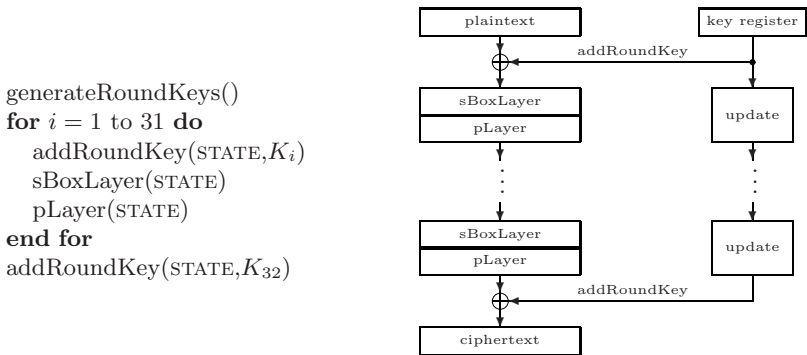 generateRoundKeys()
for i = 1 to 31 do
addRoundKey(STATE,K_i)
sBoxLayer(STATE)
pLayer(STATE)
end for
addRoundKey(STATE,K_32)
plaintext
key register
addRoundKey
sBoxLayer
pLayer
update
sBoxLayer
pLayer
update
addRoundKey
ciphertext